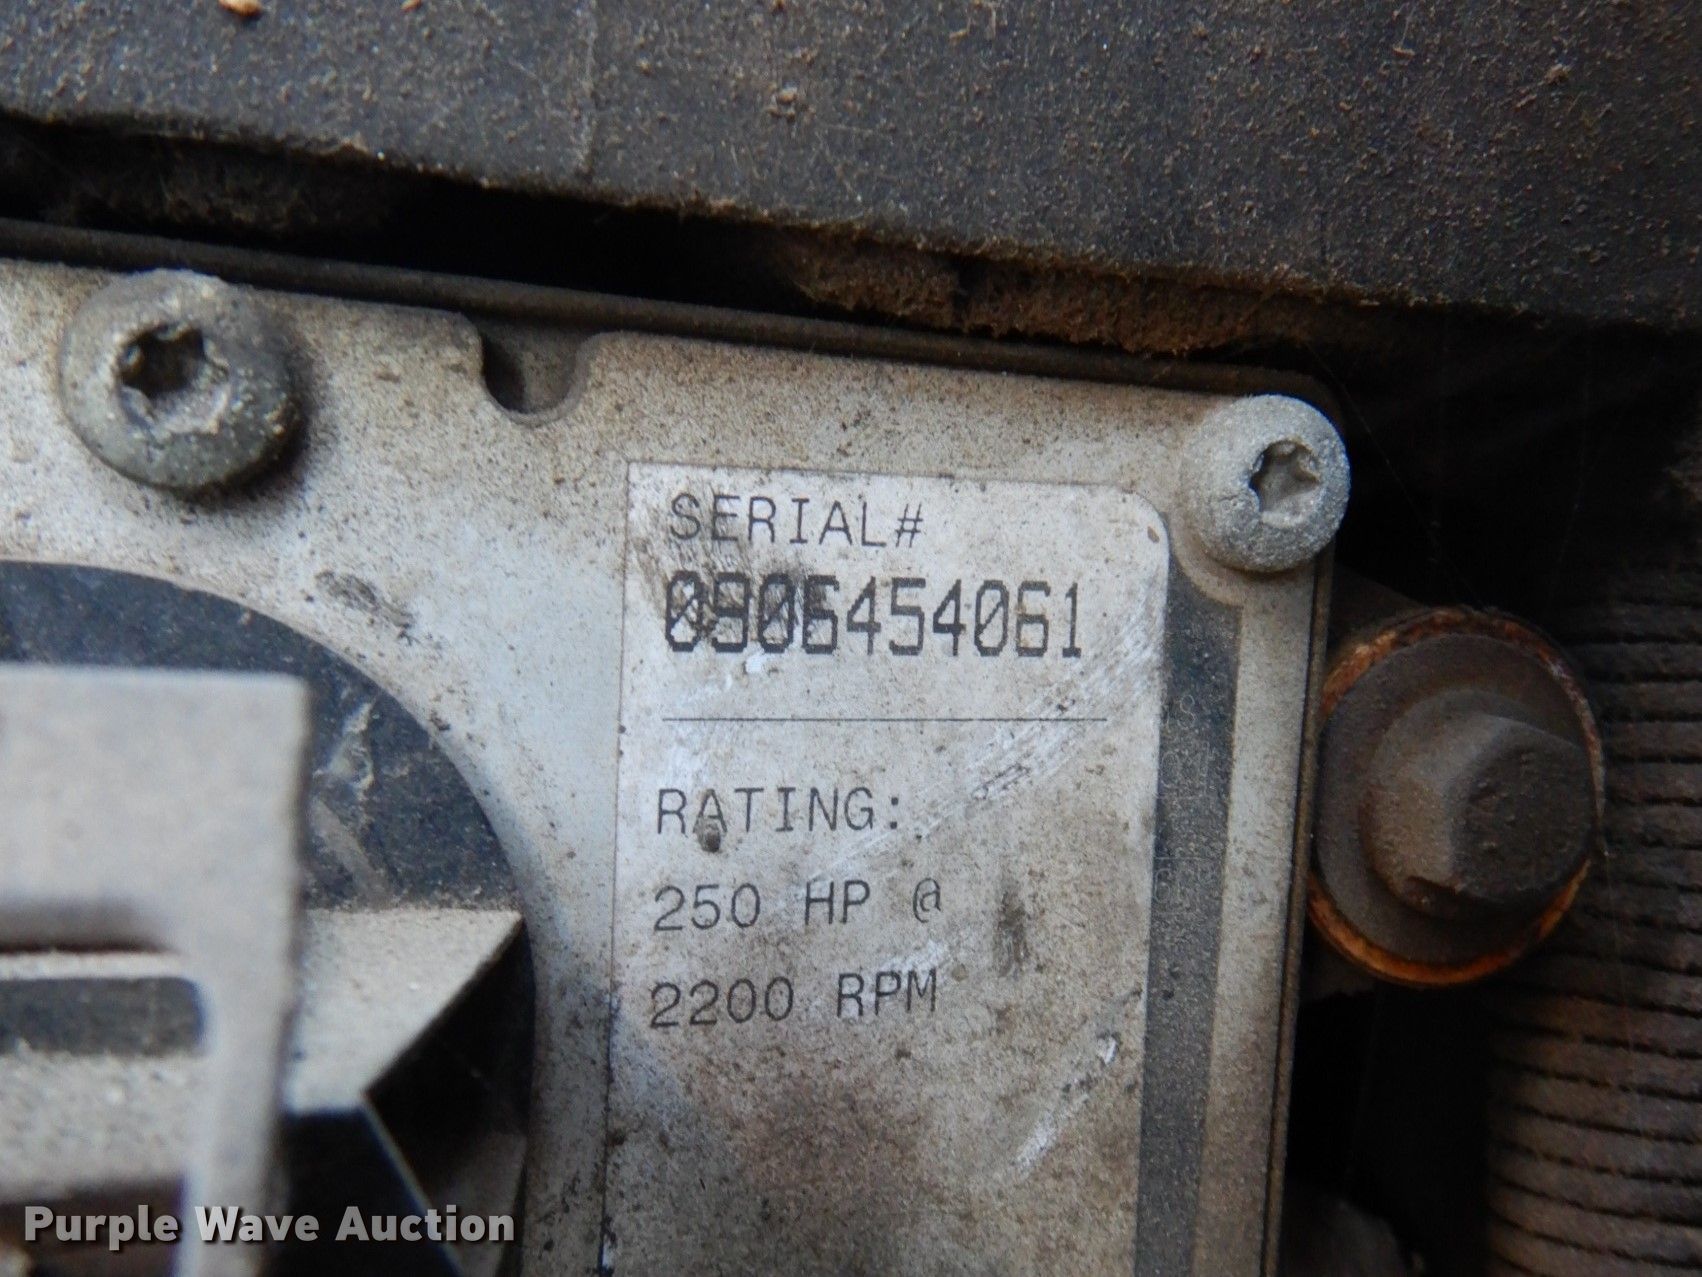 SERIAL#
0906454061
RATING:
250 HP @
2200 RPM
Purple Wave Auction